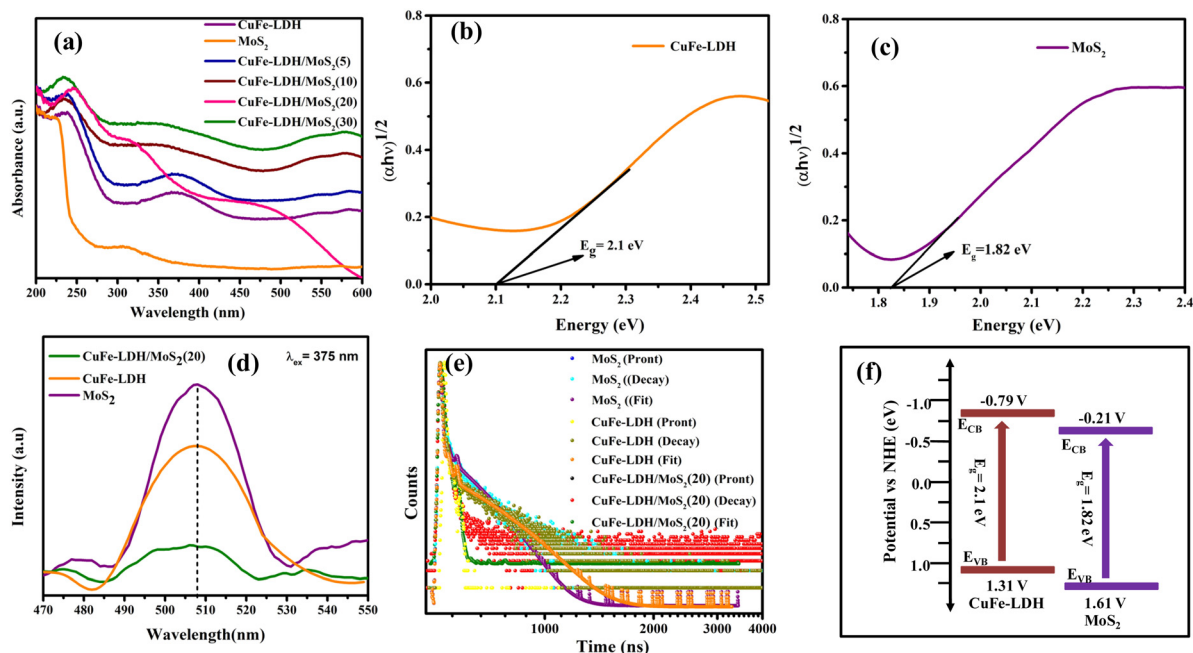 (a)
CuFe-LDH
MoS2
CuFe-LDH/MoS2(5)
CuFe-LDH/MoS2(10)
CuFe-LDH/MoS2(20)
CuFe-LDH/MoS2(30)
Absorbance (a.u.)
200 250 300 350 400 450 500 550 600
Wavelength (nm)
(b)
CuFe-LDH
(αhν)1/2
0.8
0.6
0.4
0.2
0.0
Eg= 2.1 eV
2.0 2.1 2.2 2.3 2.4 2.5
Energy (eV)
(c)
MoS2
(αhν)1/2
0.8
0.6
0.4
0.2
0.0
Eg=1.82 eV
1.8 1.9 2.0 2.1 2.2 2.3 2.4
Energy (eV)
(d)
CuFe-LDH/MoS2(20)
CuFe-LDH
MoS2
λex= 375 nm
Intensity (a.u)
470 480 490 500 510 520 530 540 550
Wavelength(nm)
(e)
MoS2 (Pront)
MoS2 ((Decay)
MoS2 ((Fit)
CuFe-LDH (Pront)
CuFe-LDH (Decay)
CuFe-LDH (Fit)
CuFe-LDH/MoS2(20) (Pront)
CuFe-LDH/MoS2(20) (Decay)
CuFe-LDH/MoS2(20) (Fit)
Counts
1000 2000 3000 4000
Time (ns)
(f)
Potential vs NHE (eV)
-1.0
-0.5
0.0
0.5
1.0
-0.79 V
ECB
Eg= 2.1 eV
EVB
1.31 V
CuFe-LDH
-0.21 V
ECB
Eg= 1.82 eV
EVB
1.61 V
MoS2